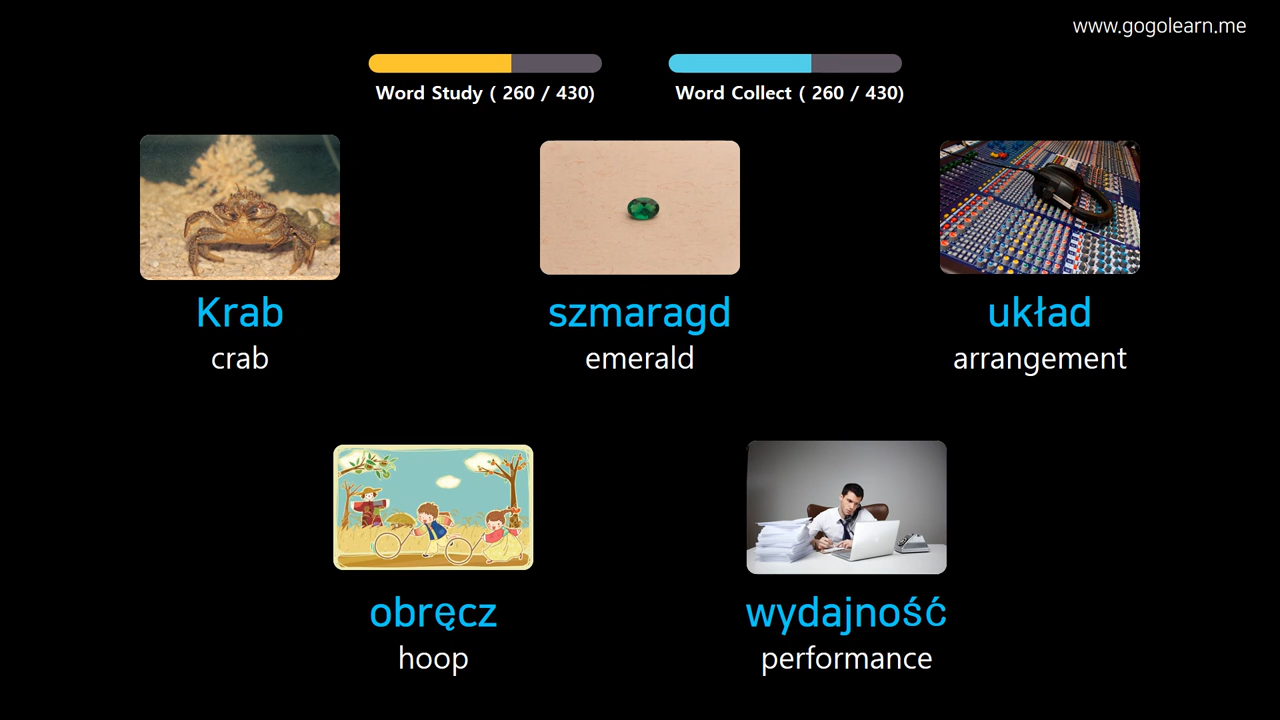 www.gogolearn.me
Word Study ( 260 / 430)
Word Collect ( 260 / 430)
Krab
crab
szmaragd
emerald
układ
arrangement
obręcz
hoop
wydajność
performance